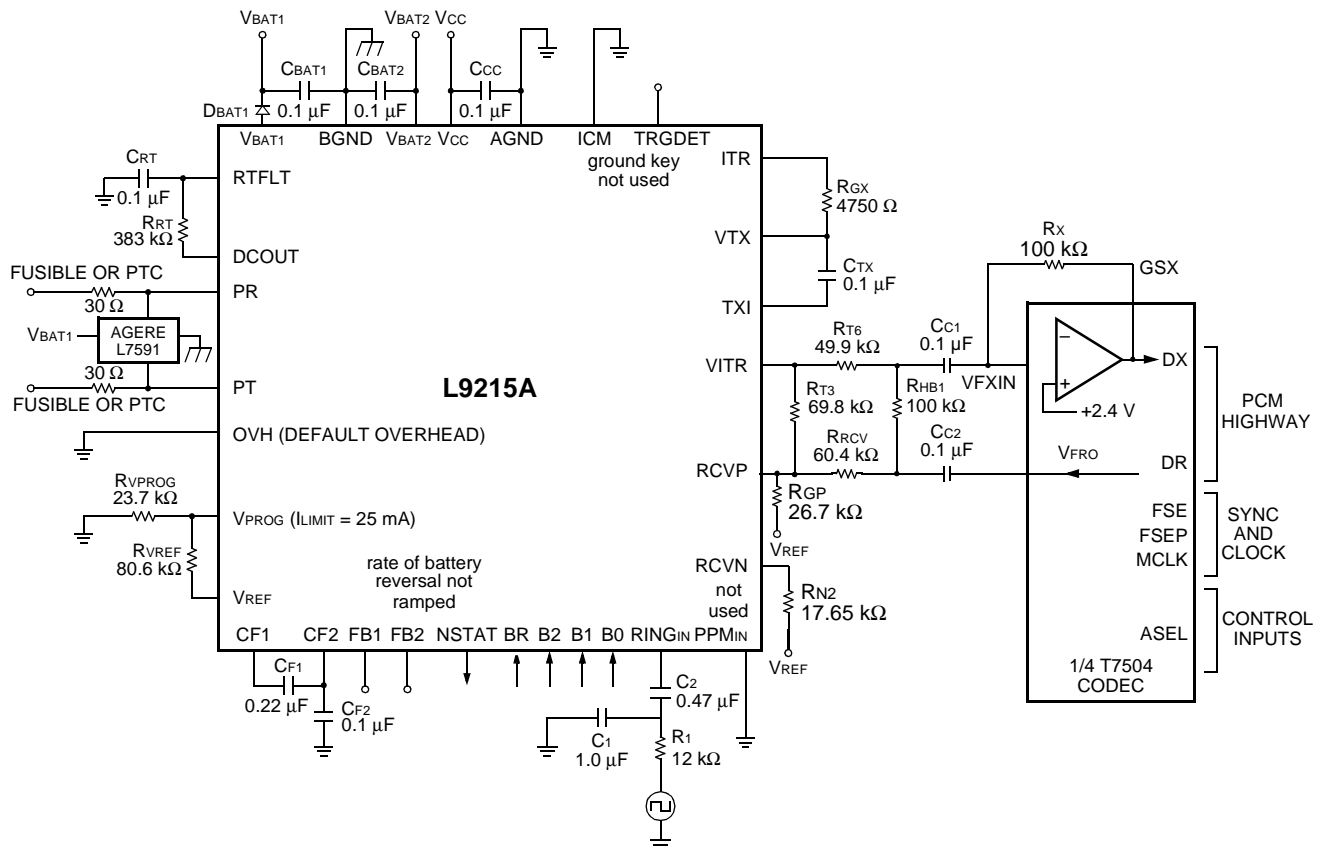 VBAT1
VBAT2 VCC
CBAT1
0.1 µF
CBAT2
0.1 µF
CCC
0.1 µF
DBAT1
VBAT1
BGND
VBAT2 VCC
AGND
ICM
TRGDET
ground key
not used
CRT
0.1 µF
RTFLT
RRT
383 kΩ
DCOUT
FUSIBLE OR PTC
30 Ω
PR
VBAT1
AGERE
L7591
30 Ω
PT
FUSIBLE OR PTC
L9215A
OVH (DEFAULT OVERHEAD)
RVPROG
23.7 kΩ
VPROG (ILIMIT = 25 mA)
RVREF
80.6 kΩ
VREF
rate of battery
reversal not
ramped
CF1
CF2
FB1
FB2
NSTAT
BR
B2
B1
B0
RINGIN
PPMIN
CF1
0.22 µF
CF2
0.1 µF
C2
0.47 µF
C1
1.0 µF
R1
12 kΩ
ITR
RGX
4750 Ω
VTX
CTX
0.1 µF
TXI
VITR
RT6
49.9 kΩ
CC1
0.1 µF
RT3
69.8 kΩ
RHB1
100 kΩ
RCVP
RRCV
60.4 kΩ
CC2
0.1 µF
RGP
26.7 kΩ
VREF
RCVN
not
used
RN2
17.65 kΩ
VREF
RX
100 kΩ
GSX
VFXIN
–
+
+2.4 V
DX
VFRO
DR
PCM
HIGHWAY
FSE
FSEP
MCLK
SYNC
AND
CLOCK
ASEL
CONTROL
INPUTS
1/4 T7504
CODEC